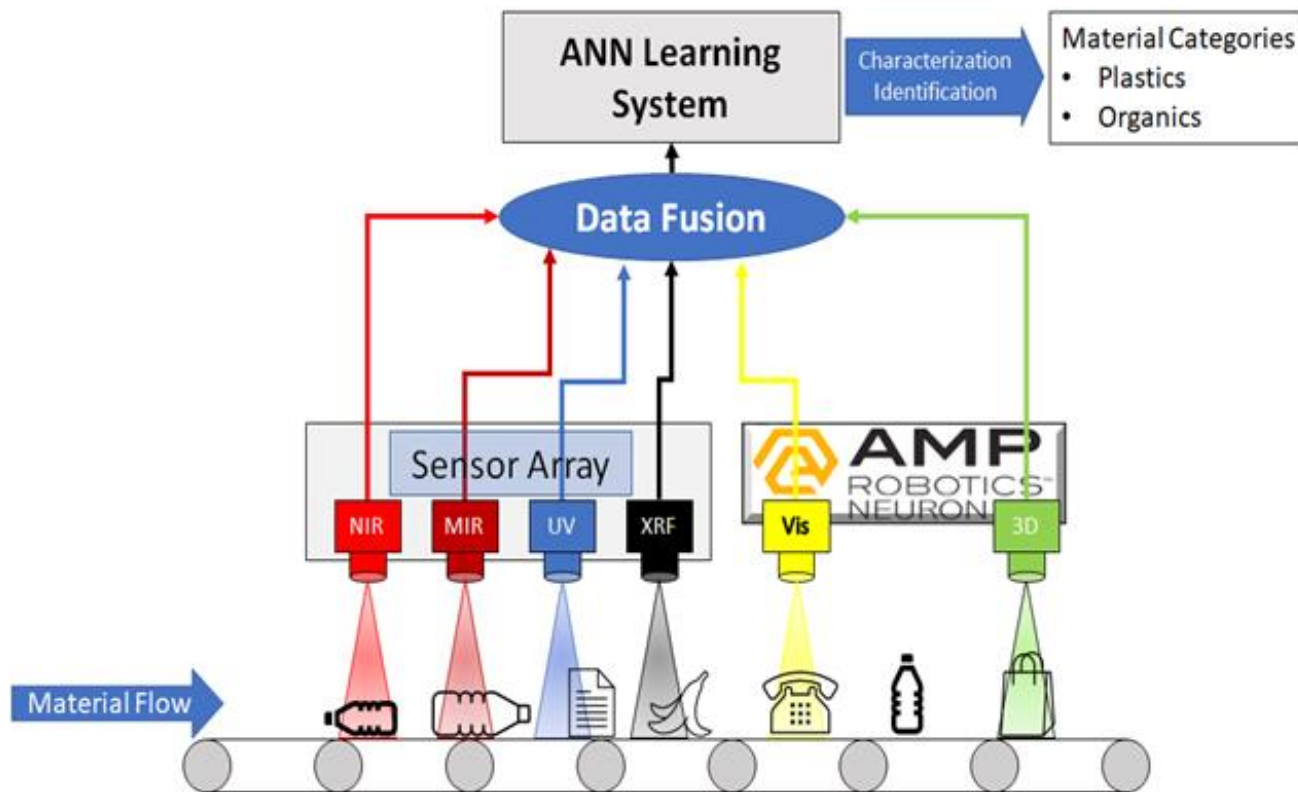 ANN Learning
System
Characterization
Identification
Material Categories
• Plastics
• Organics
Data Fusion
Sensor Array
AMP
ROBOTICS™
NEURON
NIR
MIR
UV
XRF
Vis
3D
Material Flow